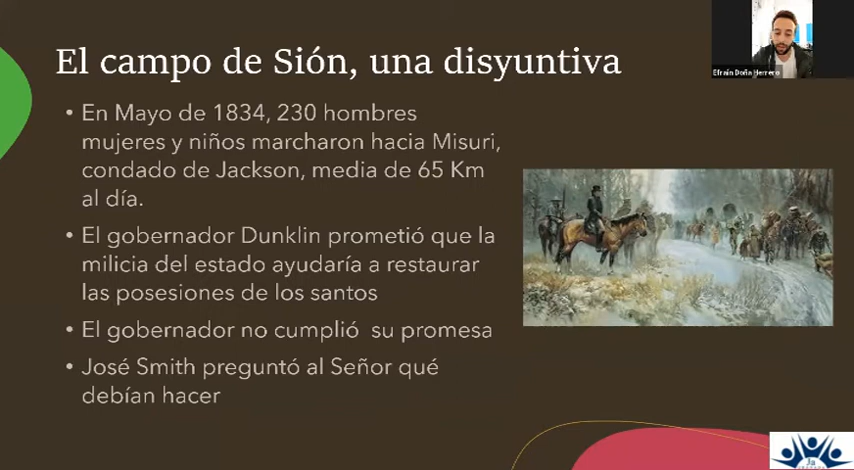 El campo de Sión, una disyuntiva
Efraín Doña Herrero
• En Mayo de 1834, 230 hombres
mujeres y niños marcharon hacia Misuri,
condado de Jackson, media de 65 Km
al día.
• El gobernador Dunklin prometió que la
milicia del estado ayudaría a restaurar
las posesiones de los santos
• El gobernador no cumplió su promesa
• José Smith preguntó al Señor qué
debían hacer